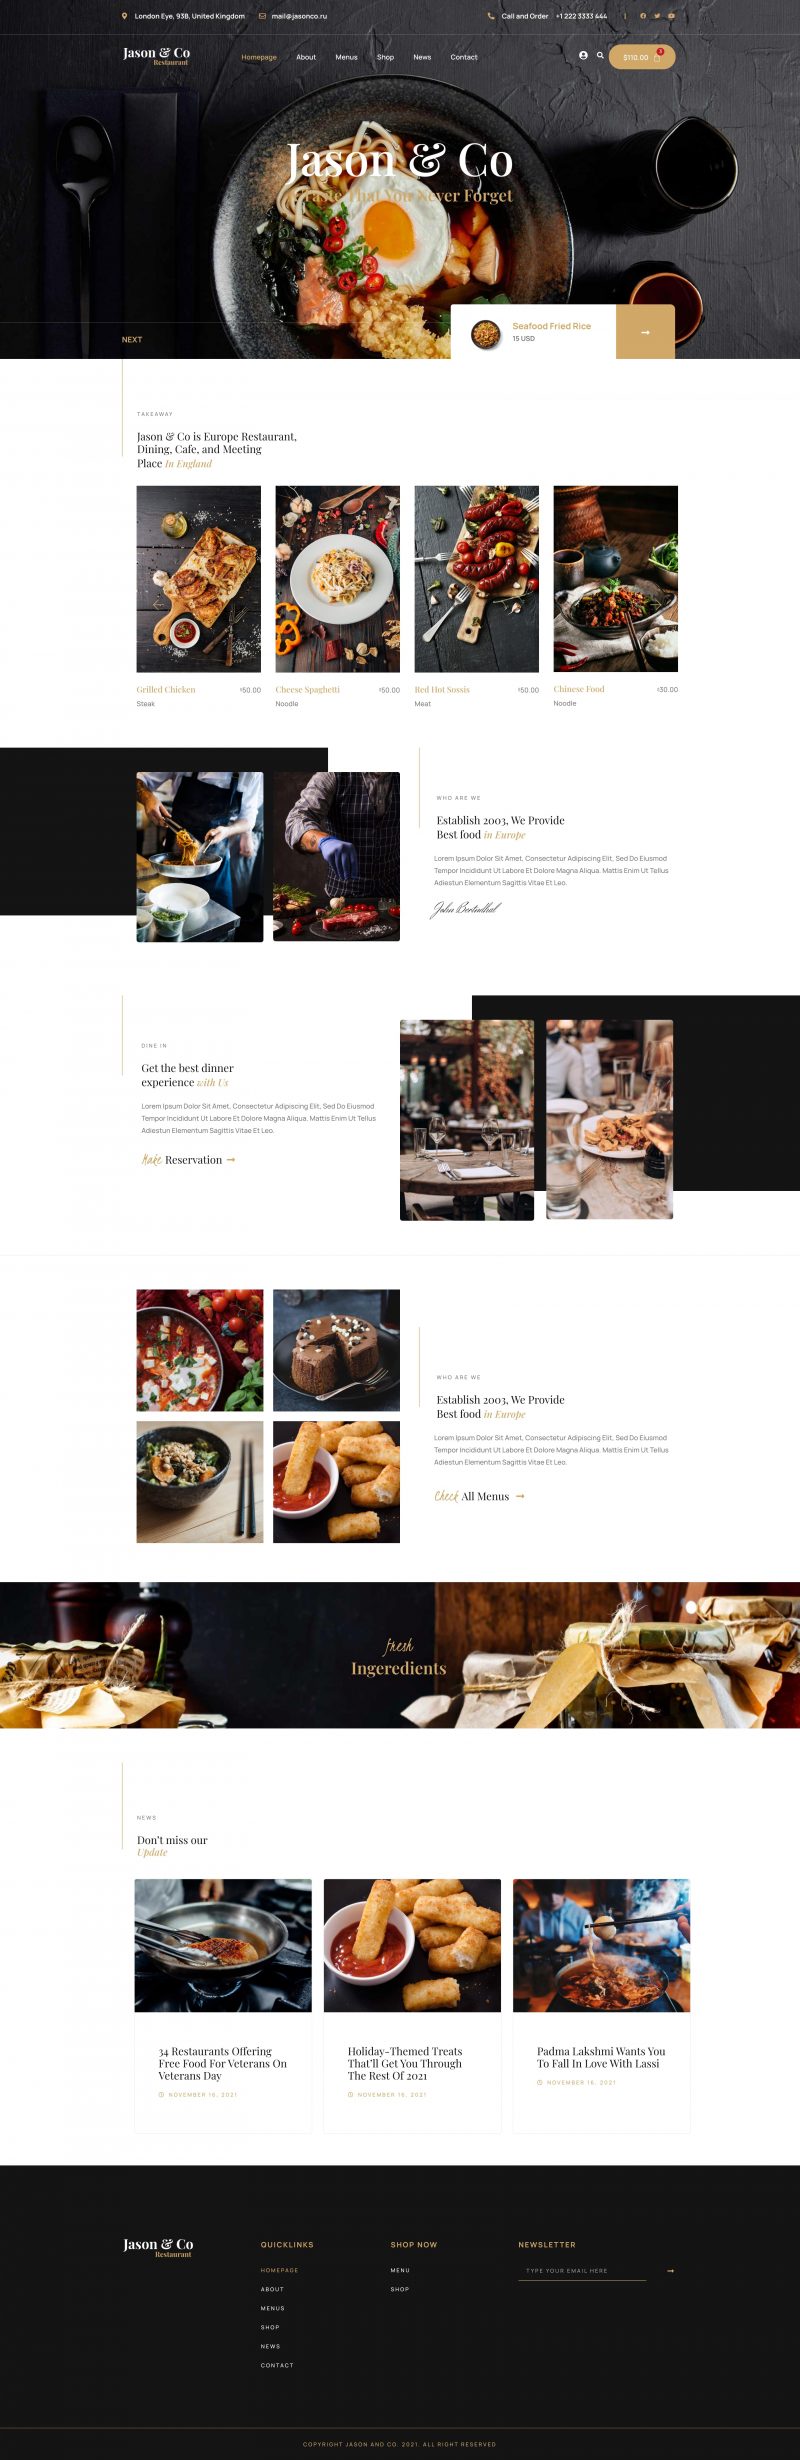 London Eye, 93B, United Kingdom
mail@jasonco.ru
Call and Order +1 222 3333 444
Jason & Co
Restaurant
Homepage
About
Menus
Shop
News
Contact
$110.00
3
Jason & Co
Taste That You Never Forget
NEXT
Seafood Fried Rice
15 USD
TAKEAWAY
Jason & Co is Europe Restaurant,
Dining, Cafe, and Meeting
Place In England
Grilled Chicken
$50.00
Steak
Cheese Spaghetti
$50.00
Noodle
Red Hot Sossis
$50.00
Meat
Chinese Food
$30.00
Noodle
WHO ARE WE
Establish 2003, We Provide
Best food in Europe
Lorem Ipsum Dolor Sit Amet, Consectetur Adipiscing Elit, Sed Do Eiusmod
Tempor Incididunt Ut Labore Et Dolore Magna Aliqua. Mattis Enim Ut Tellus
Adiestun Elementum Sagittis Vitae Et Leo.
DINE IN
Get the best dinner
experience with Us
Lorem Ipsum Dolor Sit Amet, Consectetur Adipiscing Elit, Sed Do Eiusmod
Tempor Incididunt Ut Labore Et Dolore Magna Aliqua. Mattis Enim Ut Tellus
Adiestun Elementum Sagittis Vitae Et Leo.
Make Reservation
WHO ARE WE
Establish 2003, We Provide
Best food in Europe
Lorem Ipsum Dolor Sit Amet, Consectetur Adipiscing Elit, Sed Do Eiusmod
Tempor Incididunt Ut Labore Et Dolore Magna Aliqua. Mattis Enim Ut Tellus
Adiestun Elementum Sagittis Vitae Et Leo.
Check All Menus
fresh
Ingeredients
NEWS
Don't miss our
Update
34 Restaurants Offering
Free Food For Veterans On
Veterans Day
NOVEMBER 16, 2021
Holiday-Themed Treats
That'll Get You Through
The Rest Of 2021
NOVEMBER 16, 2021
Padma Lakshmi Wants You
To Fall In Love With Lassi
NOVEMBER 16, 2021
Jason & Co
Restaurant
QUICKLINKS
HOMEPAGE
ABOUT
MENUS
SHOP
NEWS
CONTACT
SHOP NOW
MENU
SHOP
NEWSLETTER
TYPE YOUR EMAIL HERE
COPYRIGHT JASON AND CO. 2021. ALL RIGHT RESERVED